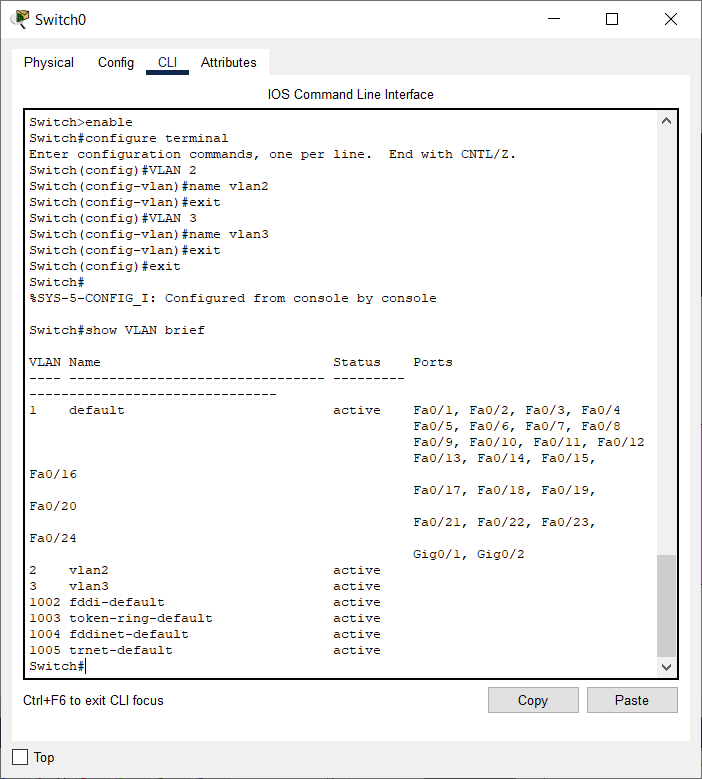 Switch0
Physical Config CLI Attributes
IOS Command Line Interface
Switch>enable
Switch#configure terminal
Enter configuration commands, one per line.  End with CNTL/Z.
Switch(config)#VLAN 2
Switch(config-vlan)#name vlan2
Switch(config-vlan)#exit
Switch(config)#VLAN 3
Switch(config-vlan)#name vlan3
Switch(config-vlan)#exit
Switch(config)#exit
Switch#
%SYS-5-CONFIG_I: Configured from console by console
Switch#show VLAN brief
VLAN Name                             Status    Ports
---- -------------------------------- ---------
-------------------------------
1    default                          active    Fa0/1, Fa0/2, Fa0/3, Fa0/4
                                                Fa0/5, Fa0/6, Fa0/7, Fa0/8
                                                Fa0/9, Fa0/10, Fa0/11, Fa0/12
                                                Fa0/13, Fa0/14, Fa0/15,
Fa0/16
                                                Fa0/17, Fa0/18, Fa0/19,
Fa0/20
                                                Fa0/21, Fa0/22, Fa0/23,
Fa0/24
                                                Gig0/1, Gig0/2
2    vlan2                            active
3    vlan3                            active
1002 fddi-default                     active
1003 token-ring-default               active
1004 fddinet-default                  active
1005 trnet-default                    active
Switch#
Ctrl+F6 to exit CLI focus
Copy Paste
Top